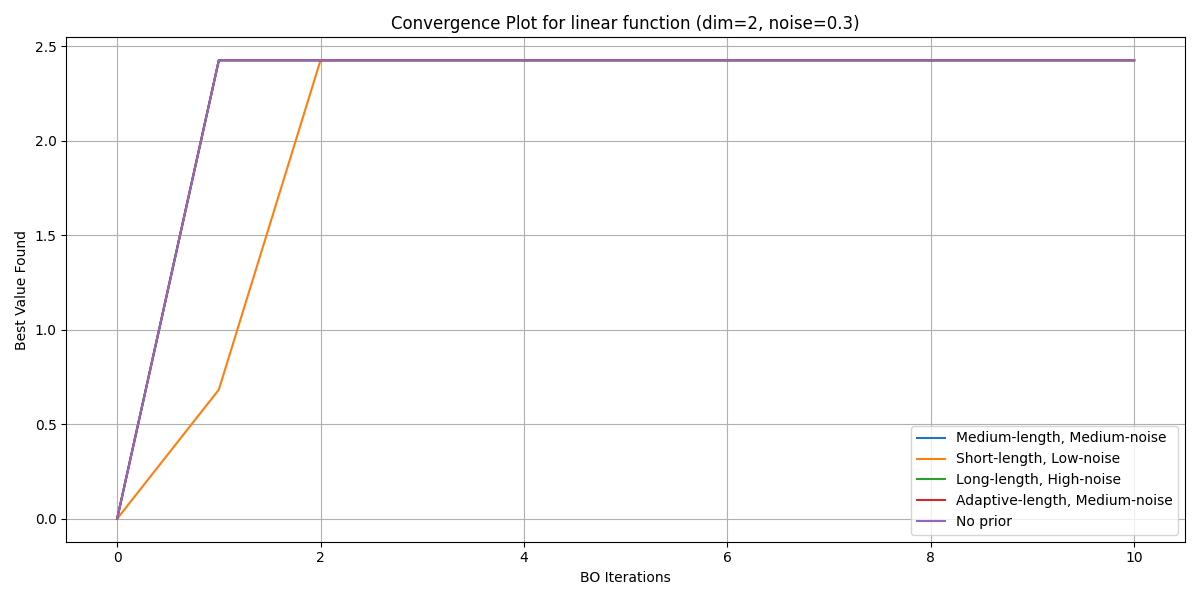 Convergence Plot for linear function (dim=2, noise=0.3)
Best Value Found
2.5
2.0
1.5
1.0
0.5
0.0
0 2 4 6 8 10
BO Iterations
Medium-length, Medium-noise
Short-length, Low-noise
Long-length, High-noise
Adaptive-length, Medium-noise
No prior